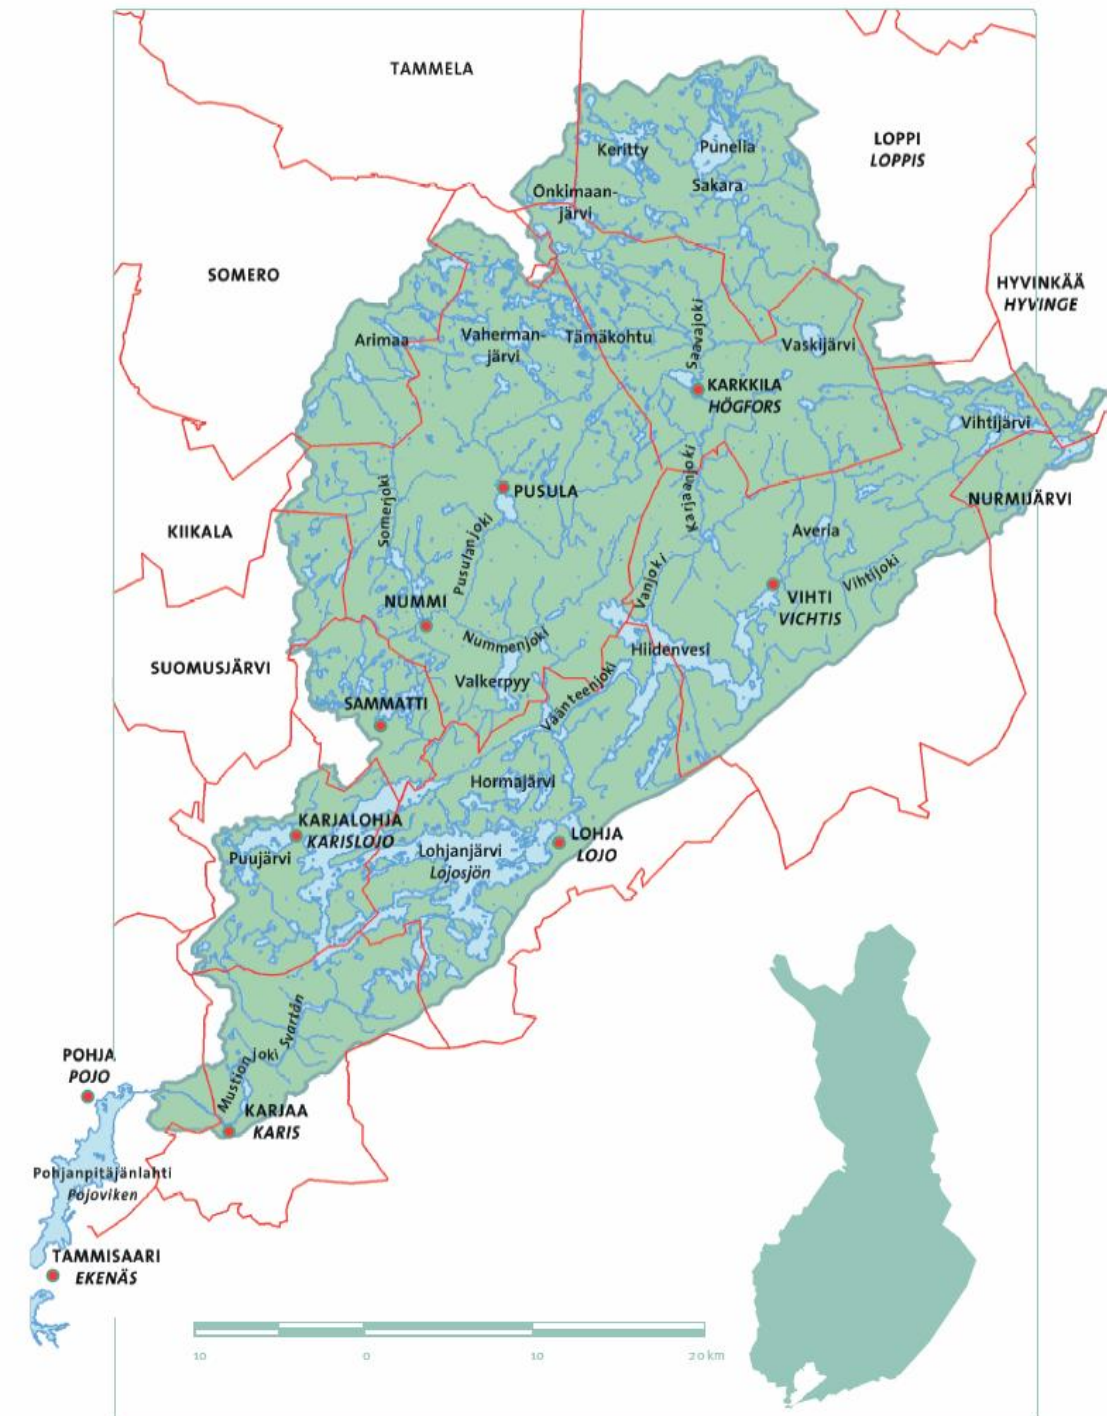 TAMMELA
LOPPI
LOPPIS
Keritty
Punelia
Sakara
Onkimaan-
järvi
SOMERO
HYVINKÄÄ
HYVINGE
Saavajoki
Arimaa
Vaherman-
järvi
Tämäkohtu
Vaskijärvi
KARKKILA
HÖGFORS
Vihtijärvi
Karjaanjoki
PUSULA
NURMIJÄRVI
Somerjoki
KIIKALA
Pusulanjoki
Averia
Vihtijoki
Vanjoki
NUMMI
VIHTI
VICHTIS
Nummenjoki
Hiidenvesi
SUOMUSJÄRVI
Valkerpyy
Väänteenjoki
SAMMATTI
Hormajärvi
KARJALOHJA
KARISLOJO
LOHJA
LOJO
Puujärvi
Lohjanjärvi
Lojosjön
Svartån
Mustionjoki
POHJA
POJO
KARJAA
KARIS
Pohjanpitäjänlahti
Pojoviken
TAMMISAARI
EKENÄS
10 0 10 20 km